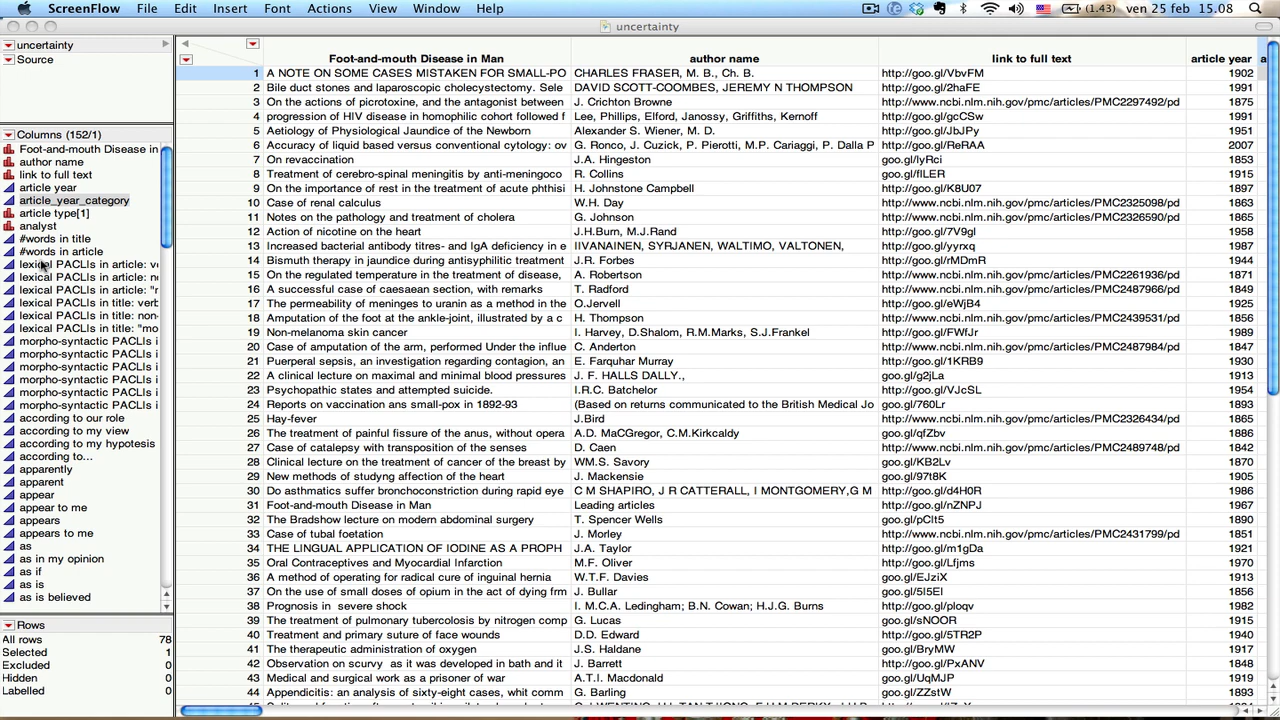 ScreenFlow File Edit Insert Font Actions View Window Help (1.43) ven 25 feb 15.08
uncertainty
uncertainty
Source
Columns (152/1)
Foot-and-mouth Disease in
author name
link to full text
article year
article_year_category
article type[1]
analyst
#words in title
#words in article
lexical PACLIs in article: ve
lexical PACLIs in article: no
lexical PACLIs in article: "m
lexical PACLIs in title: verb
lexical PACLIs in title: non-
lexical PACLIs in title: "mo
morpho-syntactic PACLIs i
morpho-syntactic PACLIs i
morpho-syntactic PACLIs i
morpho-syntactic PACLIs i
morpho-syntactic PACLIs i
morpho-syntactic PACLIs i
according to our role
according to my view
according to my hypotesis
according to...
apparently
apparent
appear
appear to me
appears
appears to me
as
as in my opinion
as if
as is
as is believed
Rows
All rows 78
Selected 1
Excluded 0
Hidden 0
Labelled 0
Foot-and-mouth Disease in Man author name link to full text article year a
1 A NOTE ON SOME CASES MISTAKEN FOR SMALL-PO CHARLES FRASER, M. B., Ch. B. http://goo.gl/VbvFM 1902
2 Bile duct stones and laparoscopic cholecystectomy. Sele DAVID SCOTT-COOMBES, JEREMY N THOMPSON http://goo.gl/2haFE 1991
3 On the actions of picrotoxine, and the antagonist between J. Crichton Browne http://www.ncbi.nlm.nih.gov/pmc/articles/PMC2297492/pd 1875
4 progression of HIV disease in homophilic cohort followed f Lee, Phillips, Elford, Janossy, Griffiths, Kernoff http://goo.gl/gcCSw 1991
5 Aetiology of Physiological Jaundice of the Newborn Alexander S. Wiener, M. D. http://goo.gl/JbJPy 1951
6 Accuracy of liquid based versus conventional cytology: ov G. Ronco, J. Cuzick, P. Pierotti, M.P. Cariaggi, P. Dalla P http://goo.gl/ReRAA 2007
7 On revaccination J.A. Hingeston goo.gl/lyRci 1853
8 Treatment of cerebro-spinal meningitis by anti-meningoco R. Collins goo.gl/fILER 1915
9 On the importance of rest in the treatment of acute phthisi H. Johnstone Campbell http://goo.gl/K8U07 1897
10 Case of renal calculus W.H. Day http://www.ncbi.nlm.nih.gov/pmc/articles/PMC2325098/pd 1863
11 Notes on the pathology and treatment of cholera G. Johnson http://www.ncbi.nlm.nih.gov/pmc/articles/PMC2326590/pd 1865
12 Action of nicotine on the heart J.H.Burn, M.J.Rand http://goo.gl/7V9gl 1958
13 Increased bacterial antibody titres- and IgA deficiency in e IIVANAINEN, SYRJANEN, WALTIMO, VALTONEN, http://goo.gl/yyrxq 1987
14 Bismuth therapy in jaundice during antisyphilitic treatment J.R. Forbes http://goo.gl/rMDmR 1944
15 On the regulated temperature in the treatment of disease, A. Robertson http://www.ncbi.nlm.nih.gov/pmc/articles/PMC2261936/pd 1871
16 A successful case of caesaean section, with remarks T. Radford http://www.ncbi.nlm.nih.gov/pmc/articles/PMC2487966/pd 1849
17 The permeability of meninges to uranin as a method in the O.Jervell http://goo.gl/eWjB4 1925
18 Amputation of the foot at the ankle-joint, illustrated by a c H. Thompson http://www.ncbi.nlm.nih.gov/pmc/articles/PMC2439531/pd 1856
19 Non-melanoma skin cancer I. Harvey, D.Shalom, R.M.Marks, S.J.Frankel http://goo.gl/FWfJr 1989
20 Case of amputation of the arm, performed Under the influe C. Anderton http://www.ncbi.nlm.nih.gov/pmc/articles/PMC2487984/pd 1847
21 Puerperal sepsis, an investigation regarding contagion, an E. Farquhar Murray http://goo.gl/1KRB9 1930
22 A clinical lecture on maximal and minimal blood pressures J. F. HALLS DALLY., goo.gl/g2jLa 1913
23 Psychopathic states and attempted suicide. I.R.C. Batchelor http://goo.gl/VJcSL 1954
24 Reports on vaccination ans small-pox in 1892-93 (Based on returns communicated to the British Medical Jo goo.gl/760Lr 1893
25 Hay-fever J.Bird http://www.ncbi.nlm.nih.gov/pmc/articles/PMC2326434/pd 1865
26 The treatment of painful fissure of the anus, without opera A.D. MaCGregor, C.M.Kirkcaldy http://goo.gl/qfZbv 1886
27 Case of catalepsy with transposition of the senses D. Caen http://www.ncbi.nlm.nih.gov/pmc/articles/PMC2489748/pd 1842
28 Clinical lecture on the treatment of cancer of the breast by WM.S. Savory goo.gl/KB2Lv 1870
29 New methods of studyng affection of the heart J. Mackensie goo.gl/97t8K 1905
30 Do asthmatics suffer bronchoconstriction during rapid eye C M SHAPIRO, J R CATTERALL, I MONTGOMERY,G M http://goo.gl/d4H0R 1986
31 Foot-and-mouth Disease in Man Leading articles http://goo.gl/nZNPJ 1967
32 The Bradshow lecture on modern abdominal surgery T. Spencer Wells goo.gl/pClt5 1890
33 Case of tubal foetation J. Morley http://www.ncbi.nlm.nih.gov/pmc/articles/PMC2431799/pd 1851
34 THE LINGUAL APPLICATION OF IODINE AS A PROPH J.A. Taylor http://goo.gl/m1gDa 1921
35 Oral Contraceptives and Myocardial Infarction M.F. Oliver http://goo.gl/Lfjms 1970
36 A method of operating for radical cure of inguinal hernia W.T.F. Davies goo.gl/EJziX 1913
37 On the use of small doses of opium in the act of dying frm J. Bullar goo.gl/5I5EI 1856
38 Prognosis in severe shock I. M.C.A. Ledingham; B.N. Cowan; H.J.G. Burns http://goo.gl/ploqv 1982
39 The treatment of pulmonary tubercolosis by nitrogen comp G. Lucas goo.gl/sNOOR 1915
40 Treatment and primary suture of face wounds D.D. Edward http://goo.gl/5TR2P 1940
41 The therapeutic administration of oxygen J.S. Haldane goo.gl/BryMW 1917
42 Observation on scurvy as it was developed in bath and it J. Barrett http://goo.gl/PxANV 1848
43 Medical and surgical work as a prisoner of war A.T.I. Macdonald goo.gl/UqMJP 1919
44 Appendicitis: an analysis of sixty-eight cases, whit comm G. Barling goo.gl/ZZstW 1893